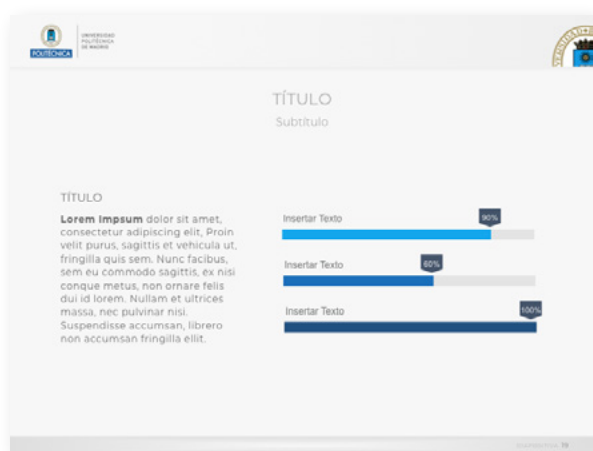 UNIVERSIDAD
POLITÉCNICA
DE MADRID
POLITÉCNICA
TÍTULO
Subtítulo
TÍTULO
Lorem Impsum dolor sit amet,
consectetur adipiscing elit, Proin
velit purus, sagittis et vehicula ut,
fringilla quis sem. Nunc facibus,
sem eu commodo sagittis, ex nisi
conque metus, non ornare felis
dui id lorem. Nullam et ultrices
massa, nec pulvinar nisi.
Suspendisse accumsan, librero
non accumsan fringilla ellit.
Insertar Texto
90%
Insertar Texto
60%
Insertar Texto
100%